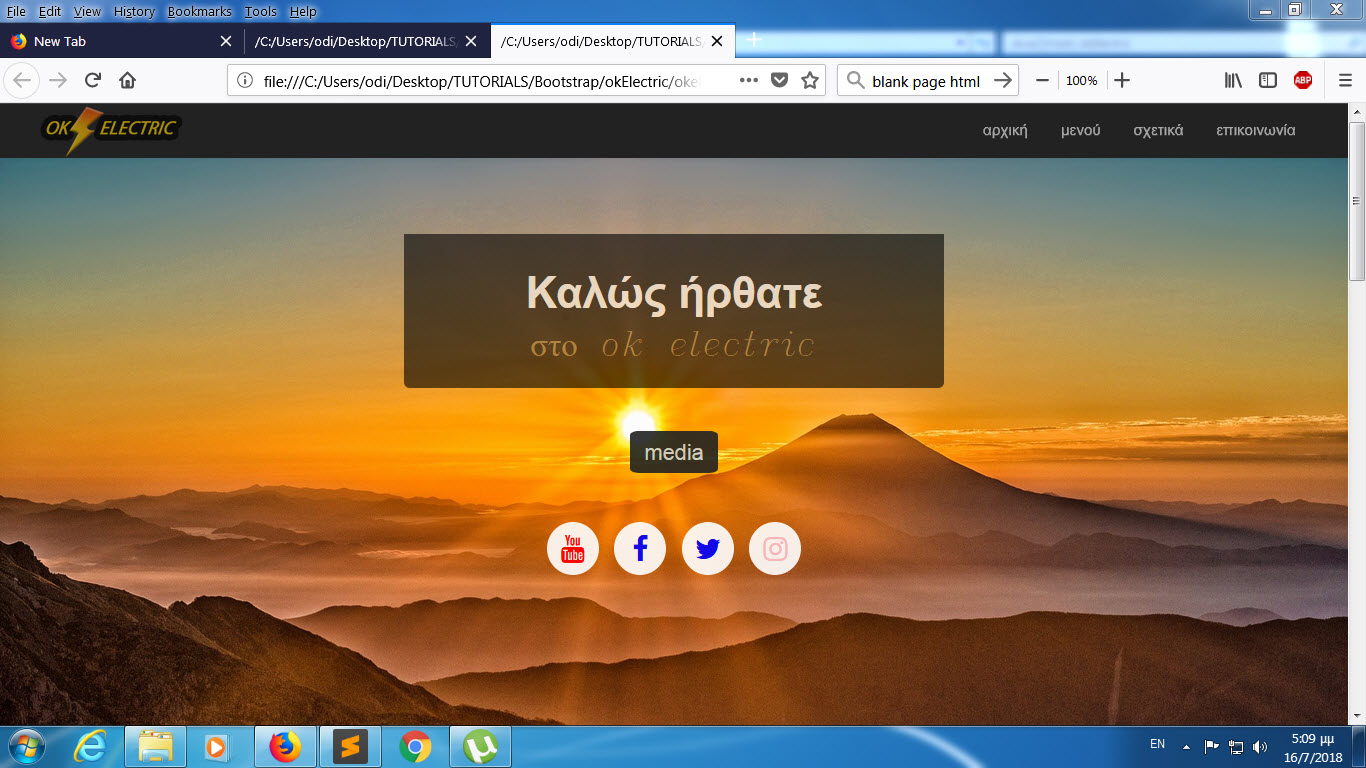 File Edit View History Bookmarks Tools Help
New Tab
/C:/Users/odi/Desktop/TUTORIALS
/C:/Users/odi/Desktop/TUTORIALS
file:///C:/Users/odi/Desktop/TUTORIALS/Bootstrap/okElectric/oke
blank page html
100%
ABP
OK ELECTRIC
αρχική μενού σχετικά επικοινωνία
Καλώς ήρθατε
στο ok electric
media
You Tube
EN
5:09 μμ
16/7/2018